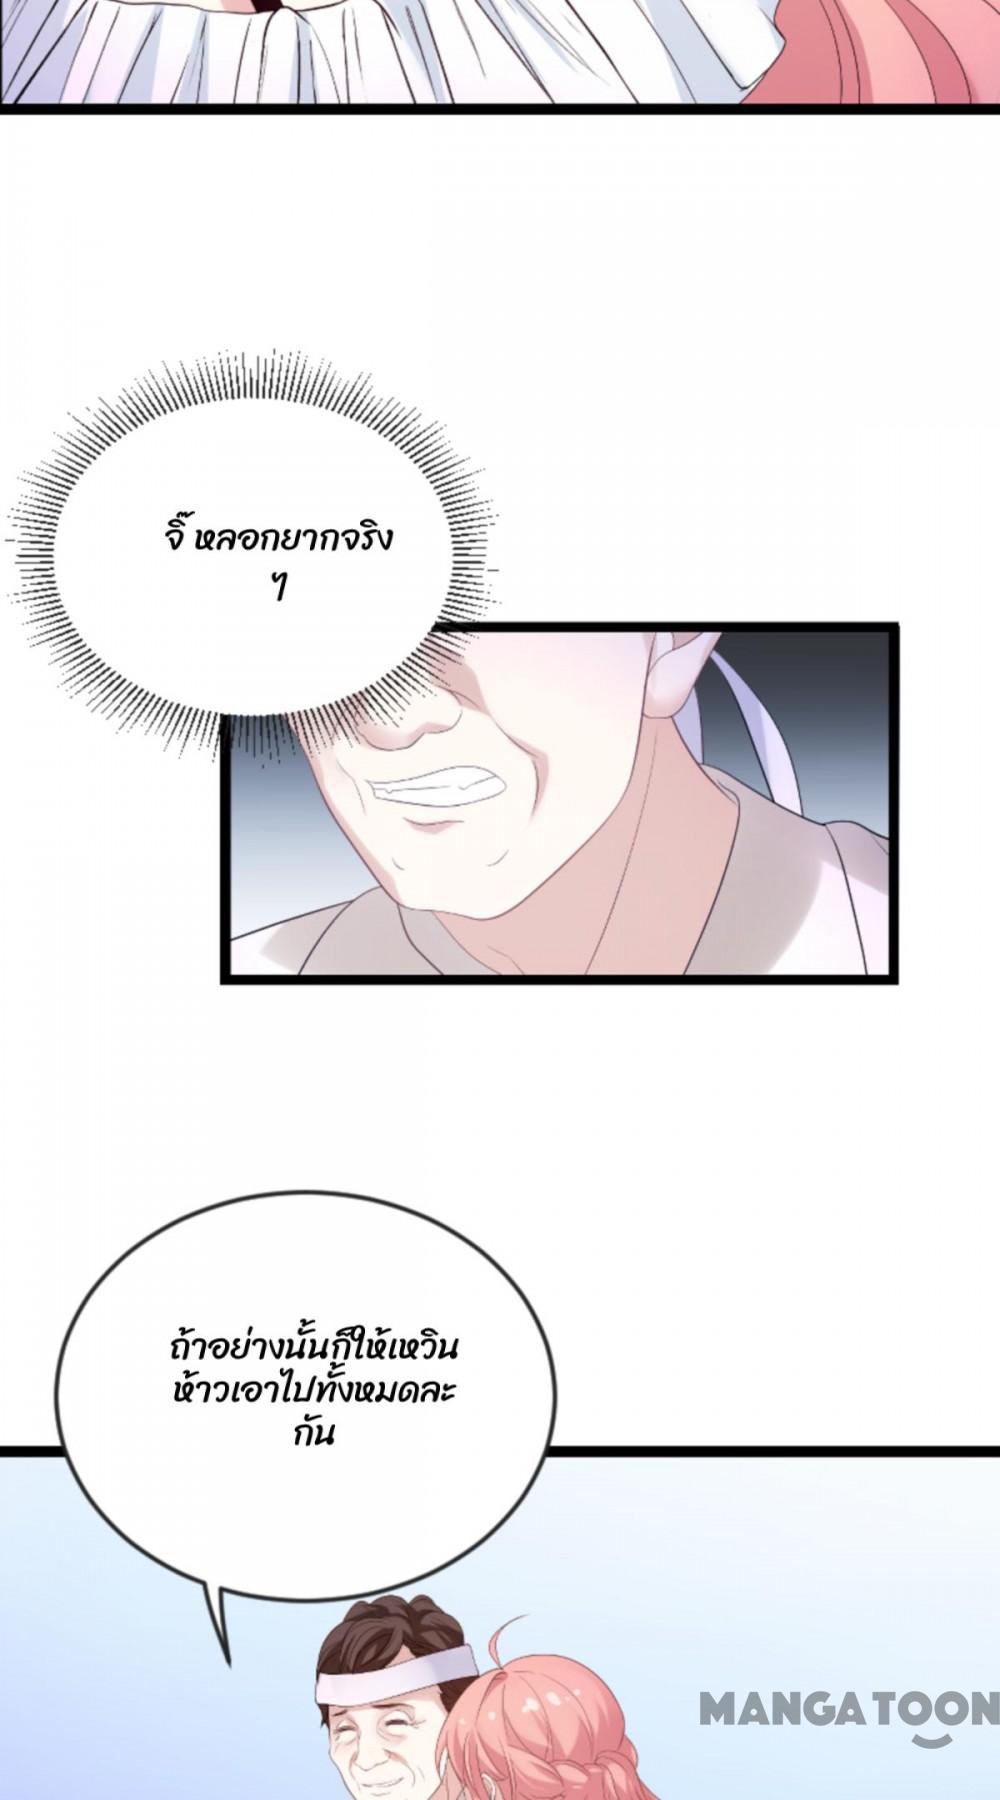 จิ๊ หลอกยากจริง
ๆ
ถ้าอย่างนั้นก็ให้เหวิน
ห้าวเอาไปทั้งหมดละ
กัน
MANGATOON